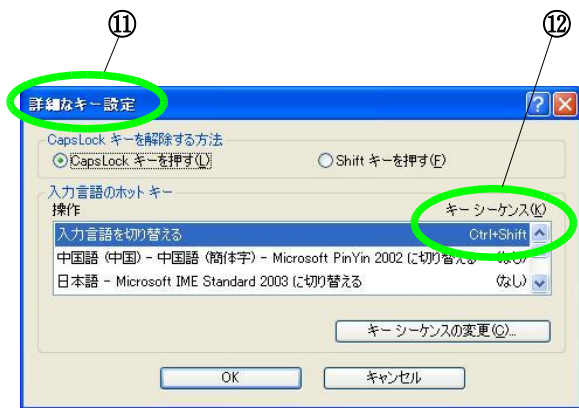 ⑪ ⑫
詳細なキー設定
CapsLock キーを解除する方法
CapsLock キーを押す(L) Shift キーを押す(F)
入力言語のホット キー
操作 キー シーケンス(K)
入力言語を切り替える Ctrl+Shift
中国語 (中国) - 中国語 (簡体字) - Microsoft PinYin 2002 に切り替える (なし)
日本語 - Microsoft IME Standard 2003 に切り替える (なし)
キー シーケンスの変更(C)...
OK キャンセル